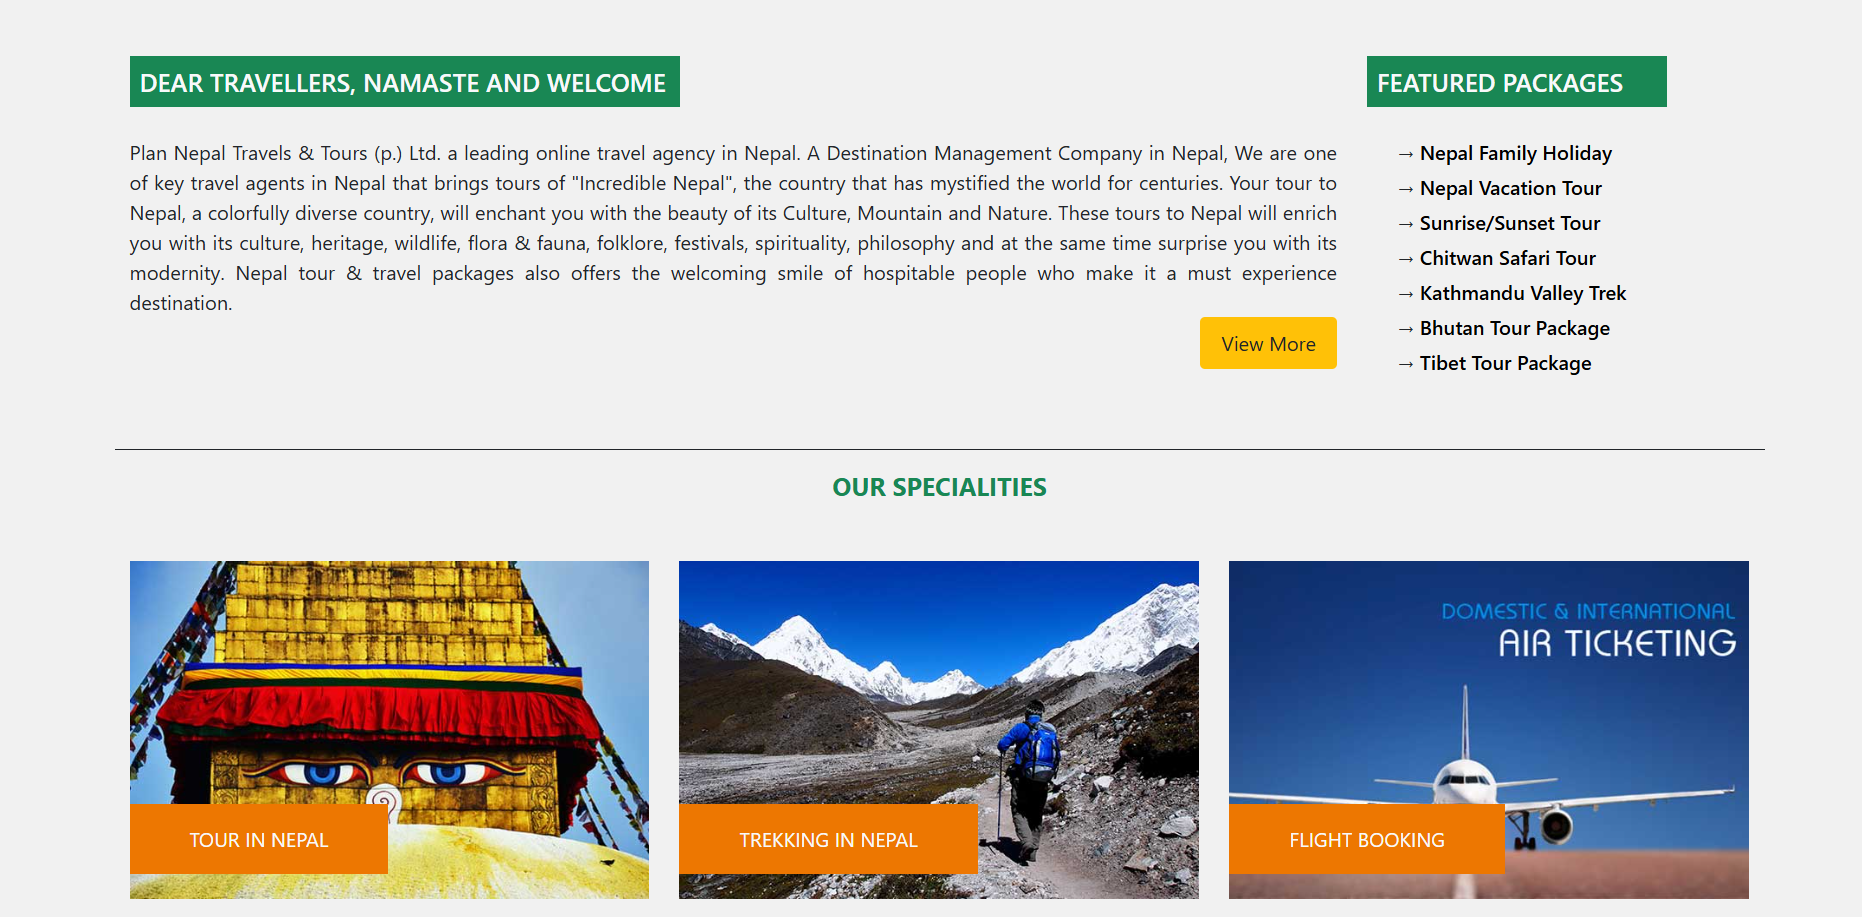 DEAR TRAVELLERS, NAMASTE AND WELCOME
Plan Nepal Travels & Tours (p.) Ltd. a leading online travel agency in Nepal. A Destination Management Company in Nepal, We are one
of key travel agents in Nepal that brings tours of "Incredible Nepal", the country that has mystified the world for centuries. Your tour to
Nepal, a colorfully diverse country, will enchant you with the beauty of its Culture, Mountain and Nature. These tours to Nepal will enrich
you with its culture, heritage, wildlife, flora & fauna, folklore, festivals, spirituality, philosophy and at the same time surprise you with its
modernity. Nepal tour & travel packages also offers the welcoming smile of hospitable people who make it a must experience
destination.
View More
FEATURED PACKAGES
→ Nepal Family Holiday
→ Nepal Vacation Tour
→ Sunrise/Sunset Tour
→ Chitwan Safari Tour
→ Kathmandu Valley Trek
→ Bhutan Tour Package
→ Tibet Tour Package
OUR SPECIALITIES
TOUR IN NEPAL
TREKKING IN NEPAL
DOMESTIC & INTERNATIONAL
AIR TICKETING
FLIGHT BOOKING